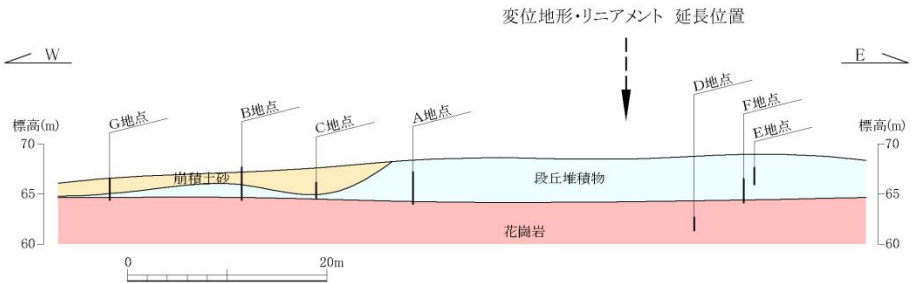 変位地形・リニアメント 延長位置
W
E
D地点
G地点
B地点
C地点
A地点
F地点
E地点
標高(m)
標高(m)
70
70
崩積土砂
段丘堆積物
65
65
花崗岩
60
60
0
20m